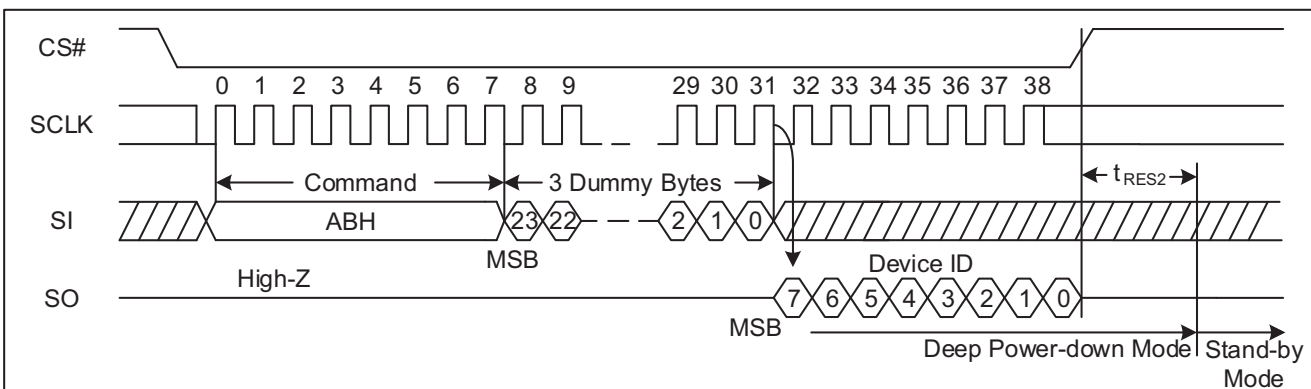 CS#
0 1 2 3 4 5 6 7 8 9 29 30 31 32 33 34 35 36 37 38
SCLK
Command 3 Dummy Bytes tRES2
SI ABH 23 22 2 1 0
MSB
High-Z Device ID
SO 7 6 5 4 3 2 1 0
MSB
Deep Power-down Mode Stand-by
Mode